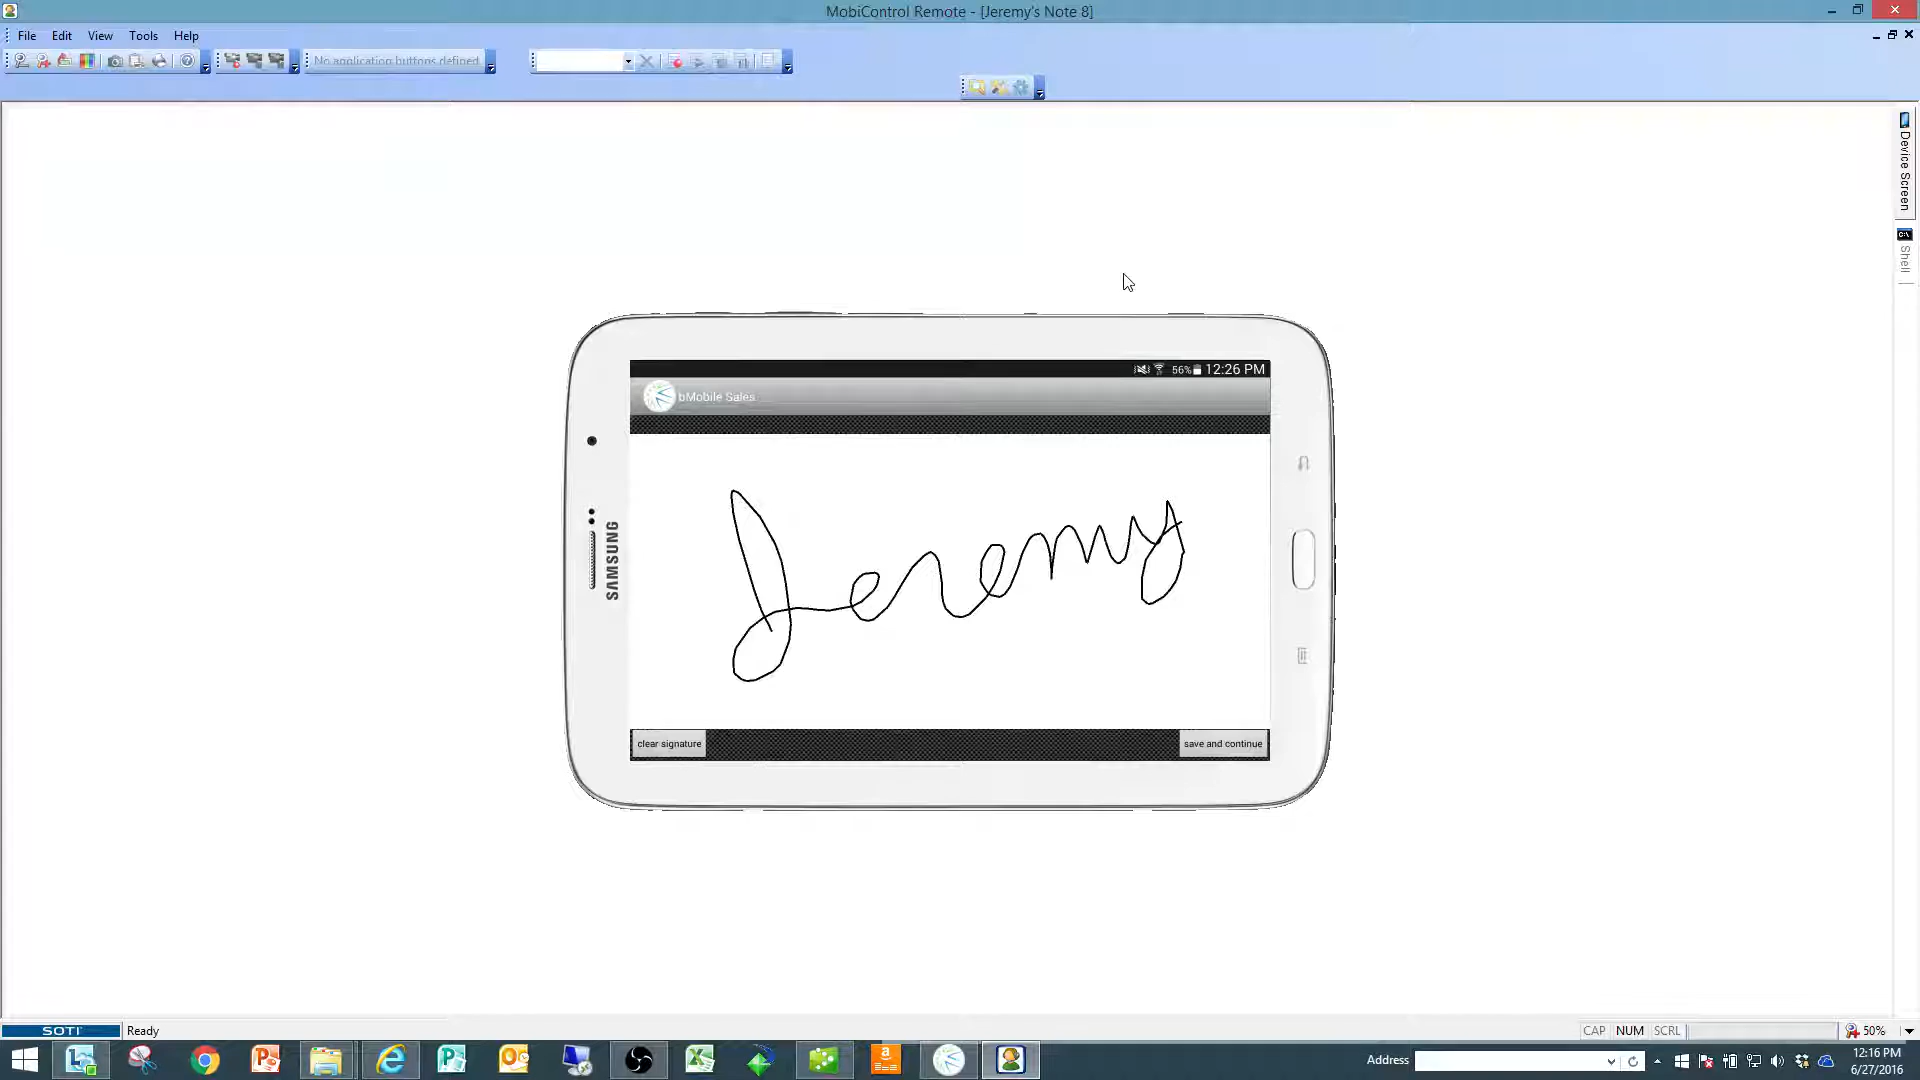 MobiControl Remote - [Jeremy's Note 8]
File Edit View Tools Help
No application buttons defined
Device Screen
Shell
56% 12:26 PM
bMobile Sales
SAMSUNG
Jeremy
clear signature
save and continue
SOTI Ready
CAP NUM SCRL 50%
Address
12:16 PM
6/27/2016